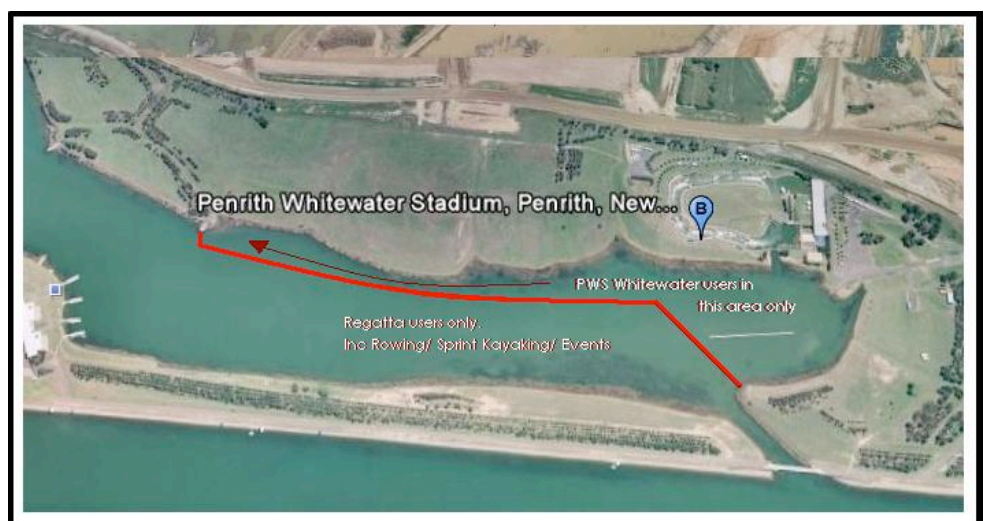 Penrith Whitewater Stadium, Penrith, New...
B
PWS Whitewater users in
this area only
Regatta users only.
Inc Rowing/ Sprint Kayaking/ Events